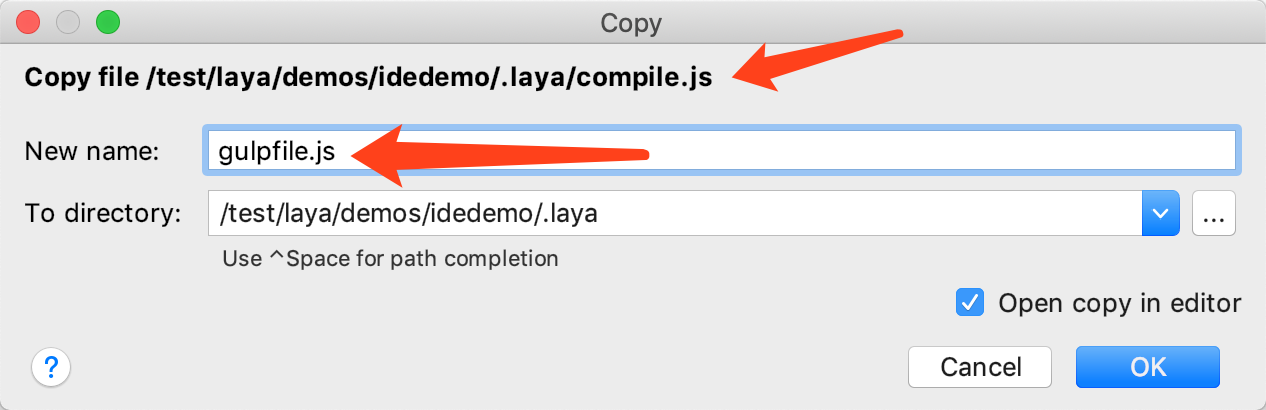 Copy
Copy file /test/laya/demos/idedemo/.laya/compile.js
New name: gulpfile.js
To directory: /test/laya/demos/idedemo/.laya ...
Use ^Space for path completion
Open copy in editor
? Cancel OK